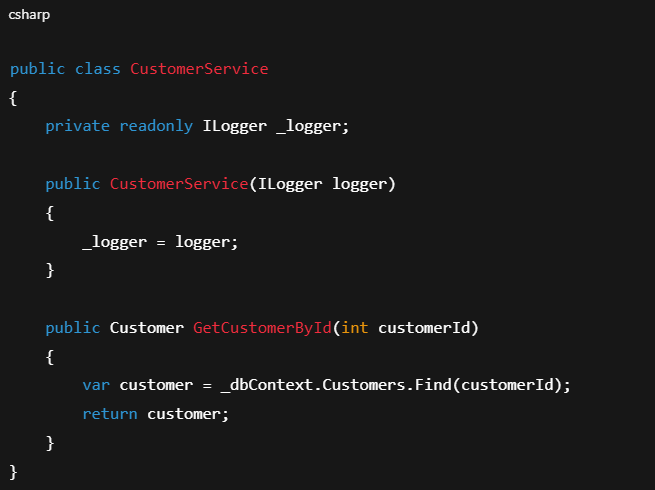 csharp
public class CustomerService
{
    private readonly ILogger _logger;
    public CustomerService(ILogger logger)
    {
        _logger = logger;
    }
    public Customer GetCustomerById(int customerId)
    {
        var customer = _dbContext.Customers.Find(customerId);
        return customer;
    }
}